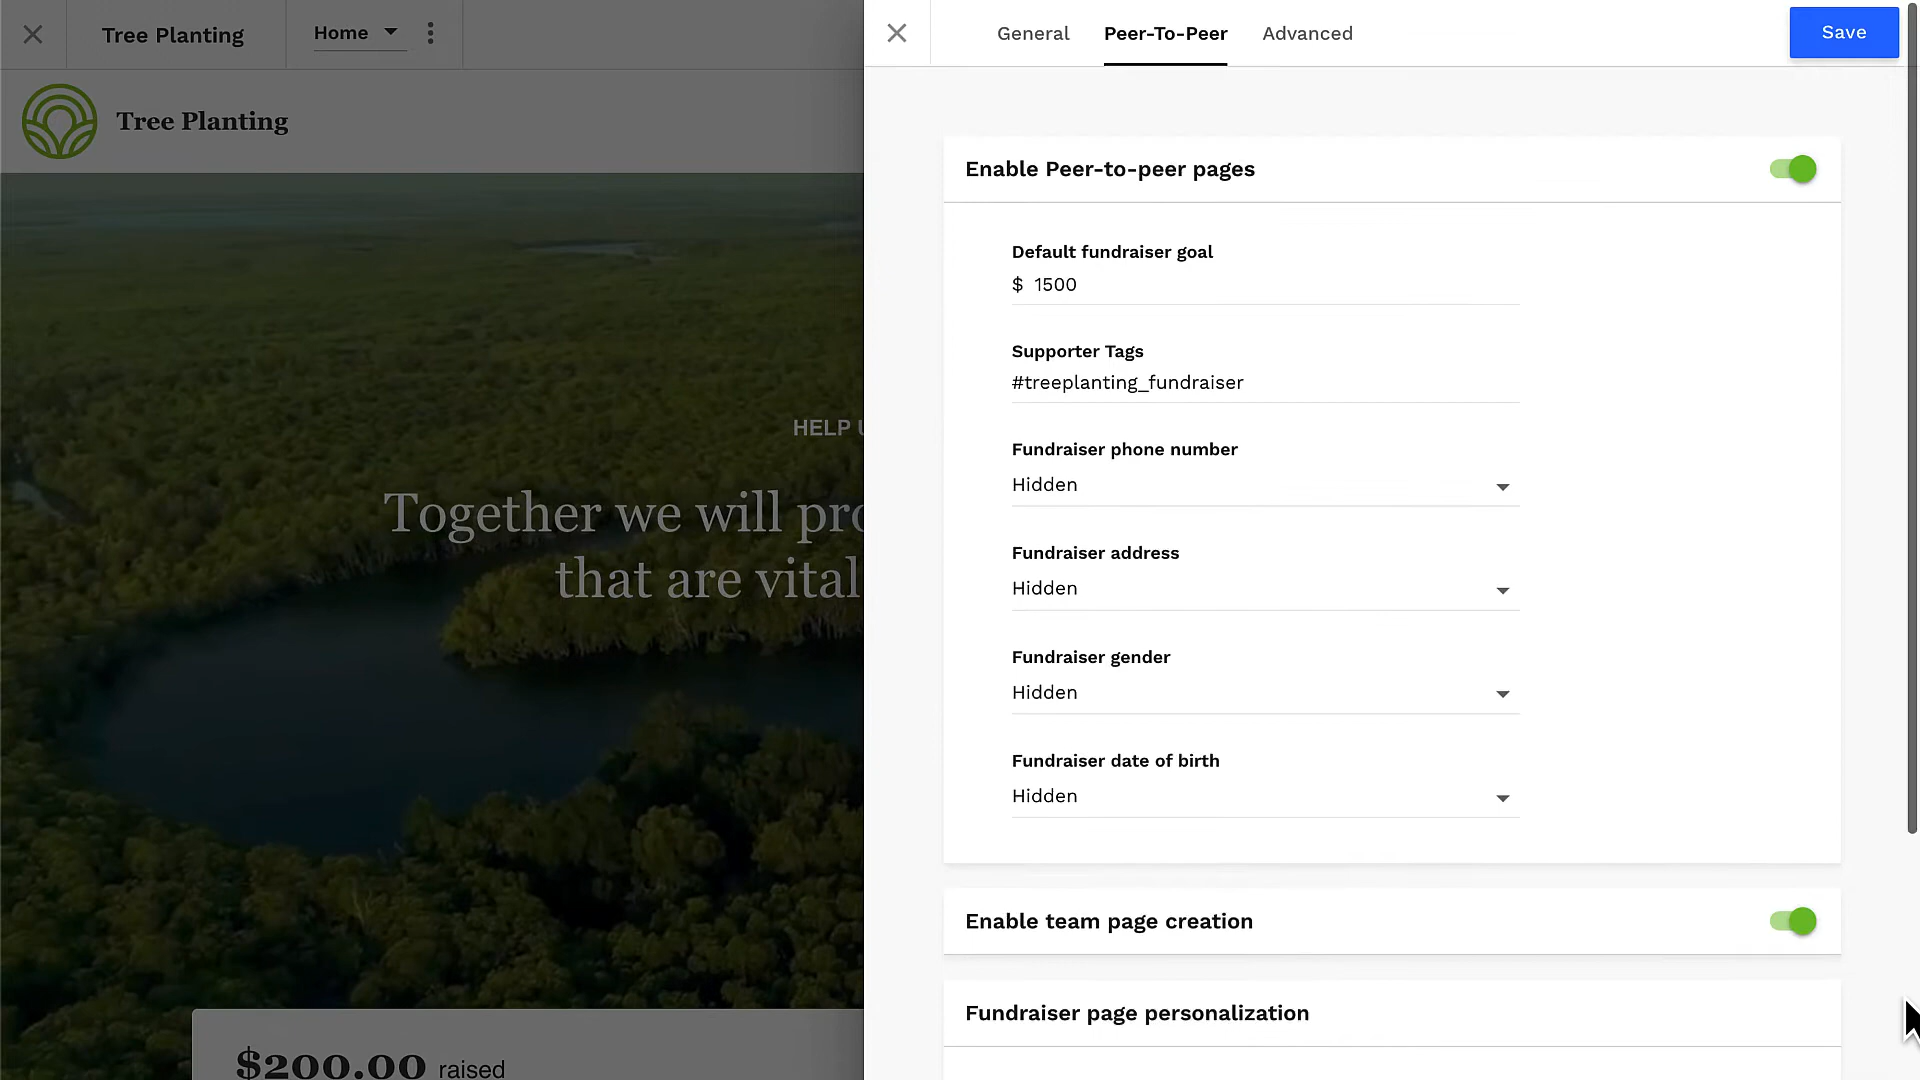 Tree Planting
Home
General
Peer-To-Peer
Advanced
Save
Tree Planting
Enable Peer-to-peer pages
Default fundraiser goal
$ 1500
Supporter Tags
#treeplanting_fundraiser
Fundraiser phone number
Hidden
Fundraiser address
Hidden
Fundraiser gender
Hidden
Fundraiser date of birth
Hidden
Enable team page creation
Fundraiser page personalization
HELP
Together we will
that are vital
$200.00 raised